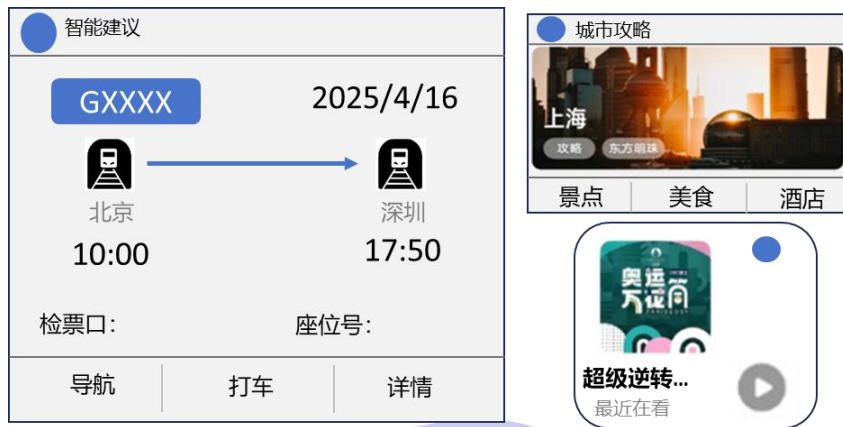 智能建议
GXXXX
2025/4/16
北京
深圳
10:00
17:50
检票口:
座位号:
导航
打车
详情
城市攻略
上海
攻略
东方明珠
景点
美食
酒店
奥运
万花筒
超级逆转...
最近在看